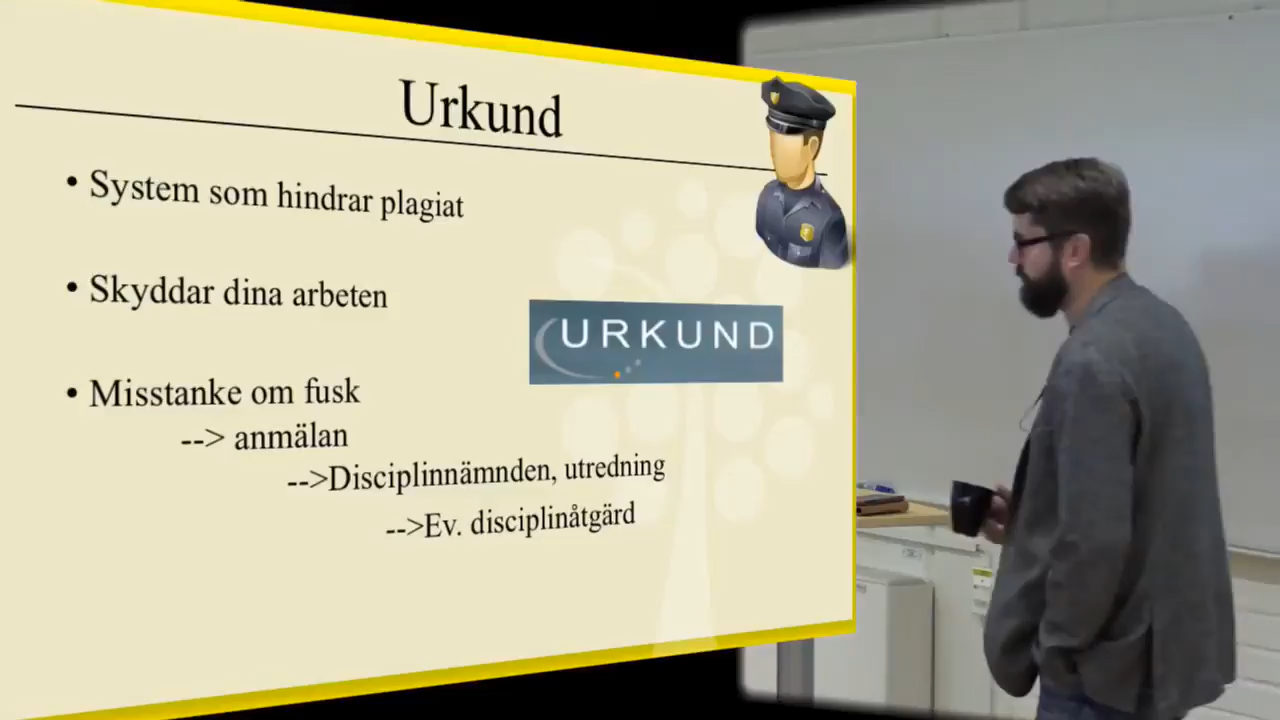 Urkund
• System som hindrar plagiat
• Skyddar dina arbeten
URKUND
• Misstanke om fusk
--> anmälan
-->Disciplinnämnden, utredning
-->Ev. disciplinåtgärd